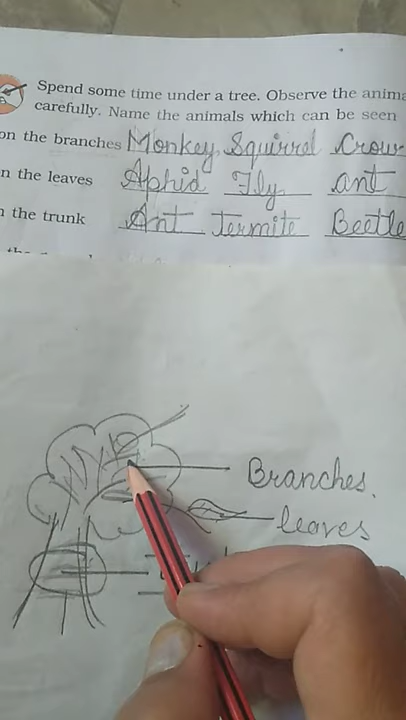 Spend some time under a tree. Observe the anima
carefully. Name the animals which can be seen
on the branches Monkey, Squirrel Crow
n the leaves Aphid Fly ant
the trunk Ant Termite Beetle
Branches.
leaves